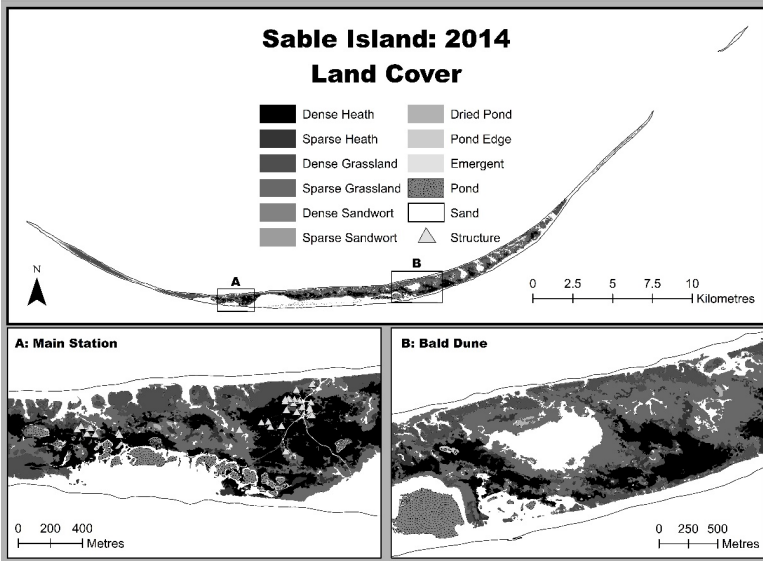 Sable Island: 2014
Land Cover
Dense Heath
Sparse Heath
Dense Grassland
Sparse Grassland
Dense Sandwort
Sparse Sandwort
Dried Pond
Pond Edge
Emergent
Pond
Sand
Structure
N
A
B
0 2.5 5 7.5 10
Kilometres
A: Main Station
0 200 400
Metres
B: Bald Dune
0 250 500
Metres